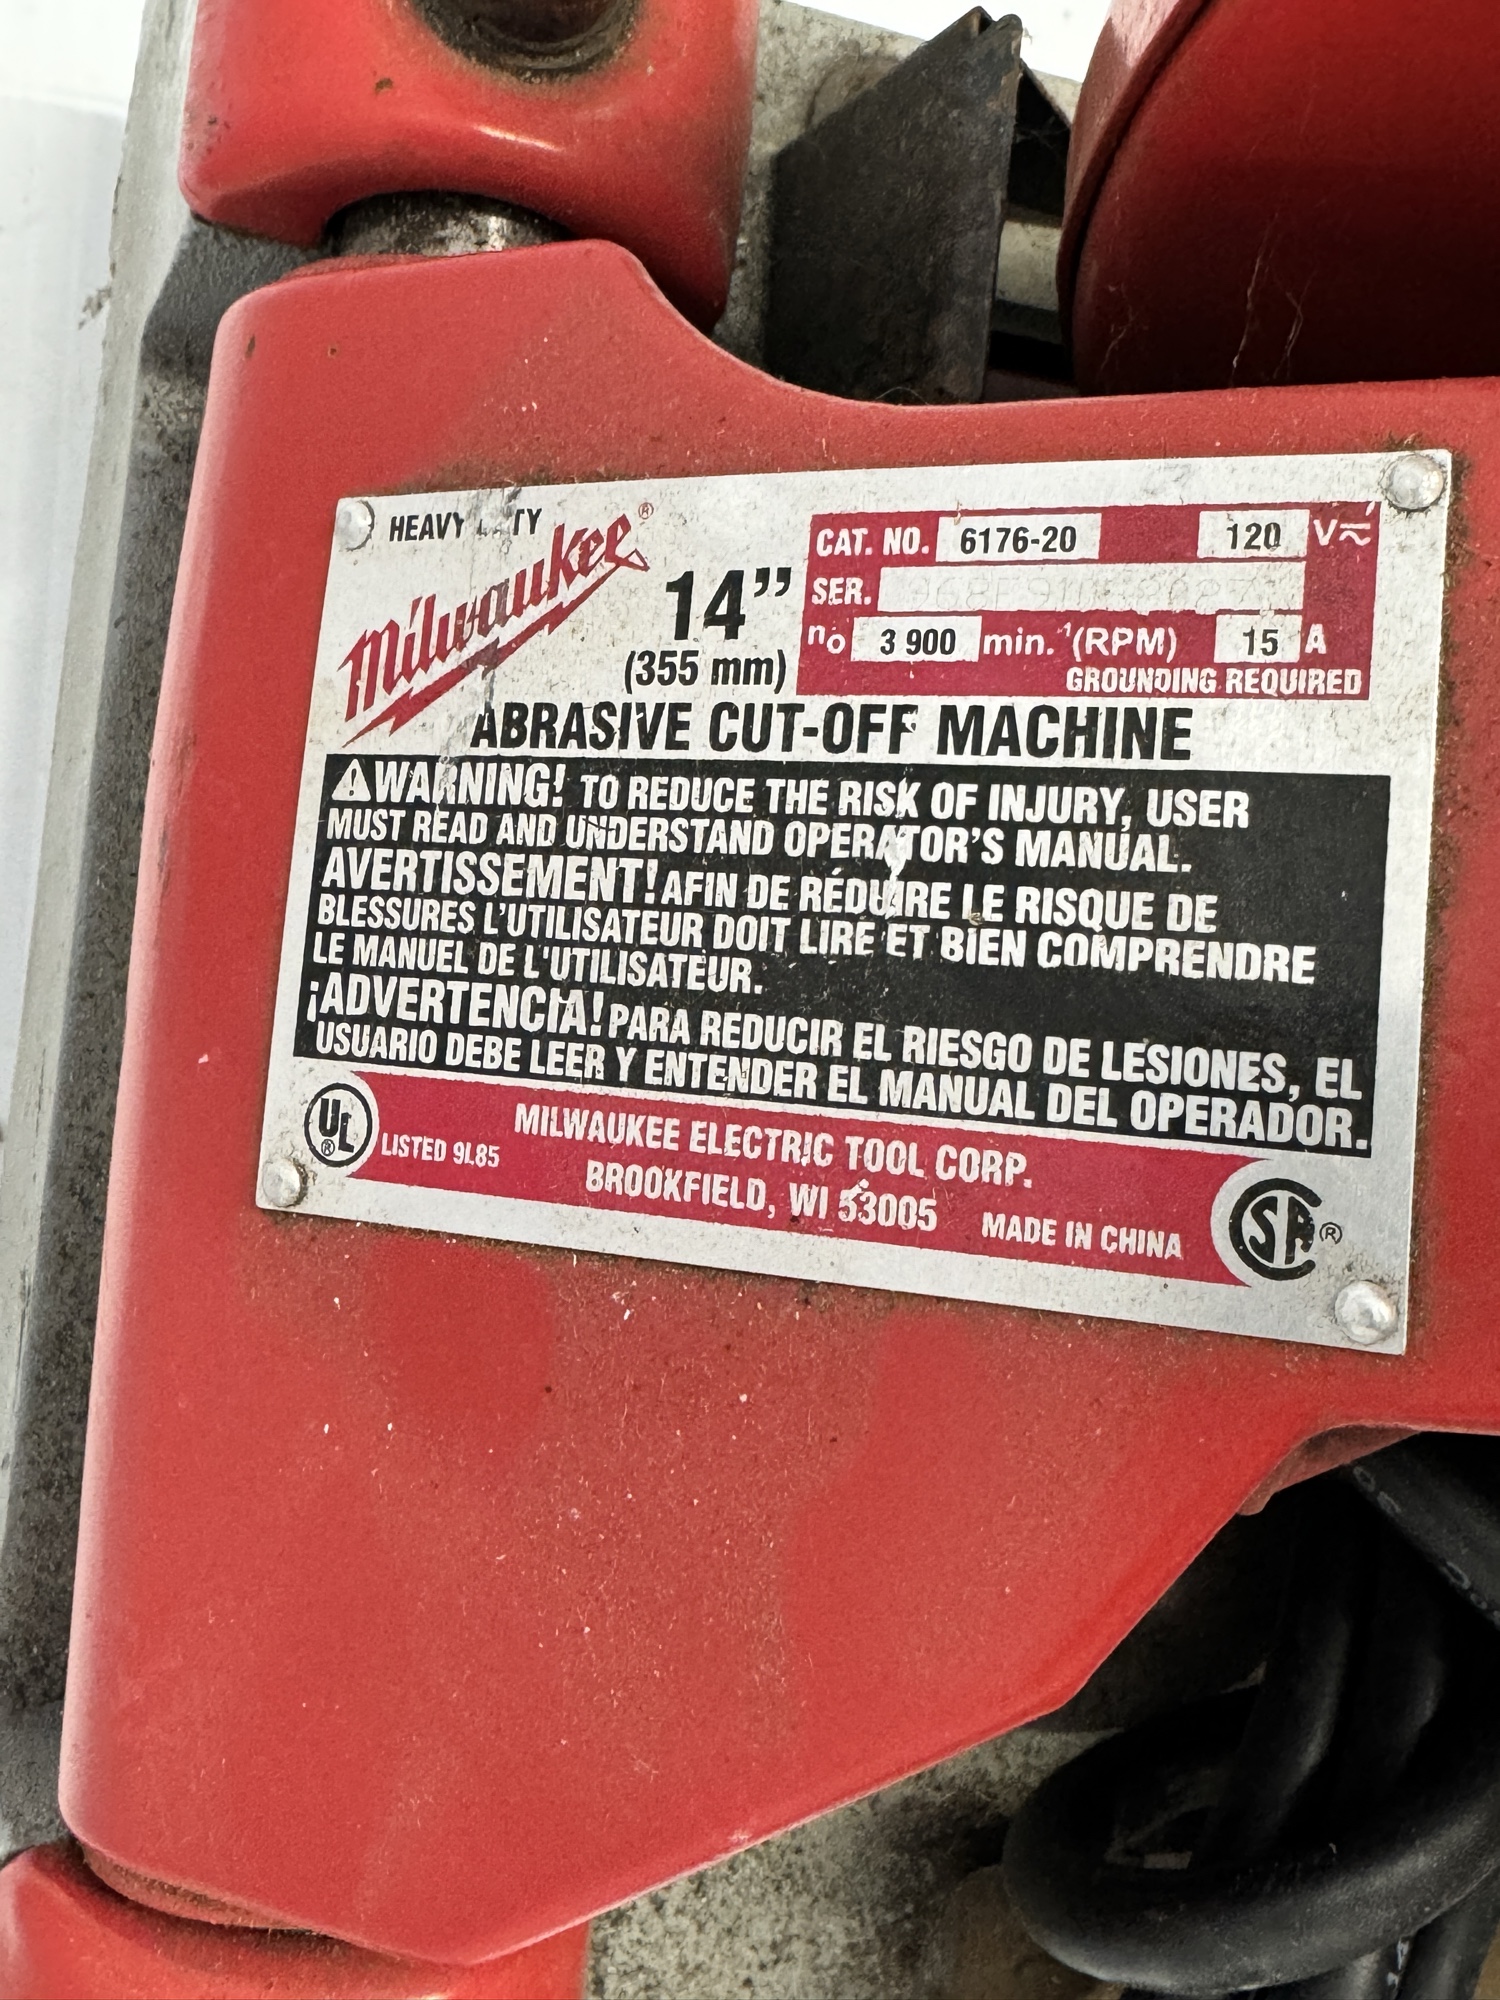 HEAVY DUTY
Milwaukee®
14”
(355 mm)
CAT. NO. 6176-20 120 V
SER.
no 3 900 min.-1 (RPM) 15 A
GROUNDING REQUIRED
ABRASIVE CUT-OFF MACHINE
⚠WARNING! TO REDUCE THE RISK OF INJURY, USER
MUST READ AND UNDERSTAND OPERATOR'S MANUAL.
AVERTISSEMENT! AFIN DE RÉDUIRE LE RISQUE DE
BLESSURES L'UTILISATEUR DOIT LIRE ET BIEN COMPRENDRE
LE MANUEL DE L'UTILISATEUR.
¡ADVERTENCIA! PARA REDUCIR EL RIESGO DE LESIONES, EL
USUARIO DEBE LEER Y ENTENDER EL MANUAL DEL OPERADOR.
UL®
LISTED 9L85
MILWAUKEE ELECTRIC TOOL CORP.
BROOKFIELD, WI 53005
MADE IN CHINA
SA®